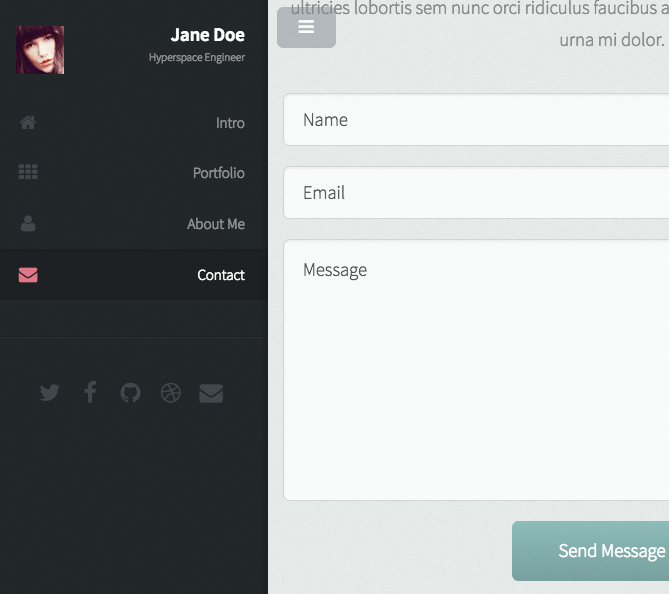 Jane Doe
Hyperspace Engineer
Intro
Portfolio
About Me
Contact
ultricies lobortis sem nunc orci ridiculus faucibus a
urna mi dolor.
Name
Email
Message
Send Message